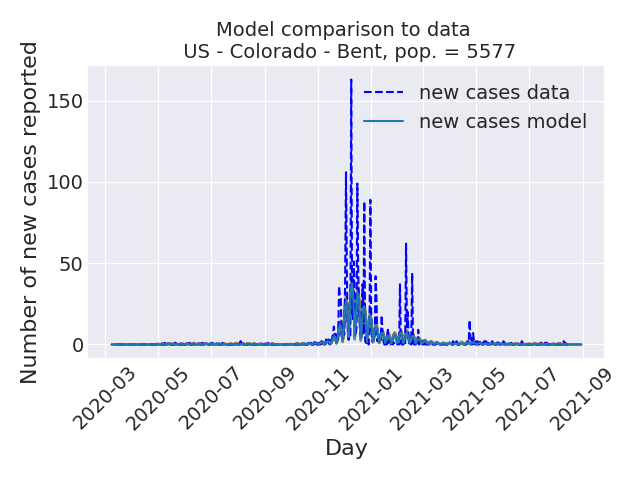 Model comparison to data
US - Colorado - Bent, pop. = 5577
Number of new cases reported
150
100
50
0
new cases data
new cases model
2020-03
2020-05
2020-07
2020-09
2020-11
2021-01
2021-03
2021-05
2021-07
2021-09
Day